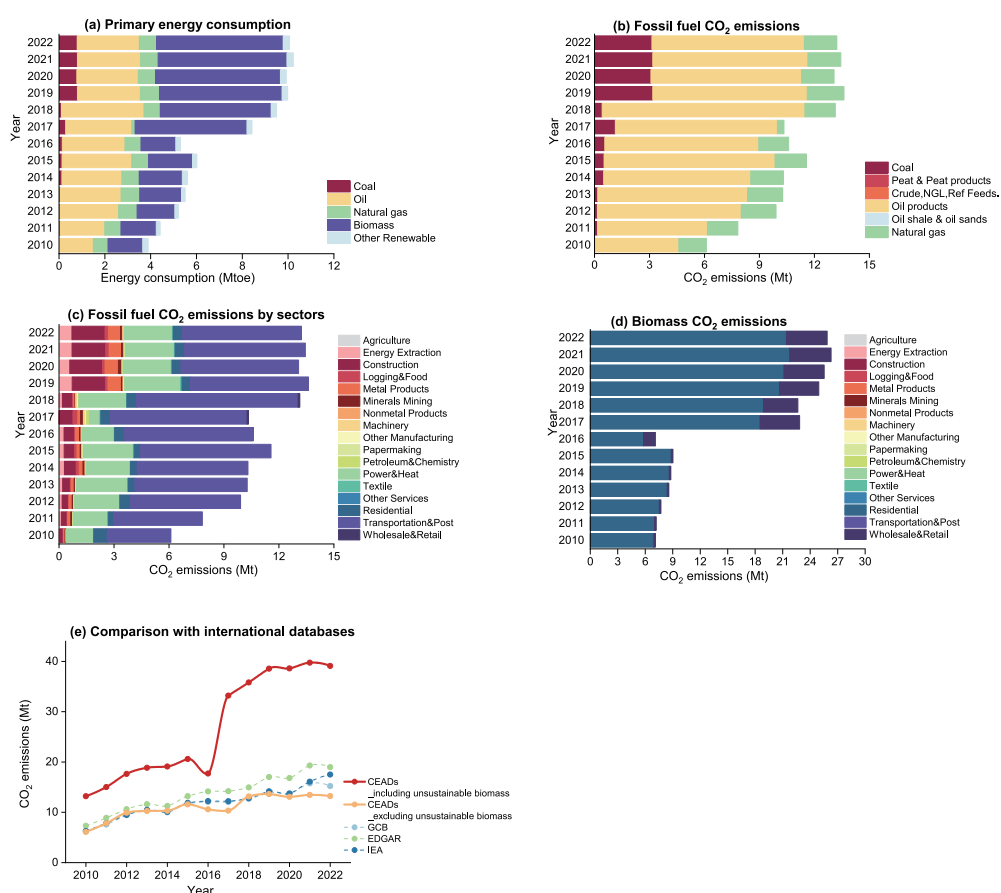 (a) Primary energy consumption
2022
2021
2020
2019
2018
2017
2016
2015
2014
2013
2012
2011
2010
Year
0 2 4 6 8 10 12
Energy consumption (Mtoe)
Coal
Oil
Natural gas
Biomass
Other Renewable
(b) Fossil fuel CO2 emissions
2022
2021
2020
2019
2018
2017
2016
2015
2014
2013
2012
2011
2010
Year
0 3 6 9 12 15
CO2 emissions (Mt)
Coal
Peat & Peat products
Crude,NGL,Ref Feeds.
Oil products
Oil shale & oil sands
Natural gas
(c) Fossil fuel CO2 emissions by sectors
2022
2021
2020
2019
2018
2017
2016
2015
2014
2013
2012
2011
2010
Year
0 3 6 9 12 15
CO2 emissions (Mt)
Agriculture
Energy Extraction
Construction
Logging&Food
Metal Products
Minerals Mining
Nonmetal Products
Machinery
Other Manufacturing
Papermaking
Petroleum&Chemistry
Power&Heat
Textile
Other Services
Residential
Transportation&Post
Wholesale&Retail
(d) Biomass CO2 emissions
2022
2021
2020
2019
2018
2017
2016
2015
2014
2013
2012
2011
2010
Year
0 3 6 9 12 15 18 21 24 27 30
CO2 emissions (Mt)
Agriculture
Energy Extraction
Construction
Logging&Food
Metal Products
Minerals Mining
Nonmetal Products
Machinery
Other Manufacturing
Papermaking
Petroleum&Chemistry
Power&Heat
Textile
Other Services
Residential
Transportation&Post
Wholesale&Retail
(e) Comparison with international databases
40
30
20
10
0
CO2 emissions (Mt)
2010 2012 2014 2016 2018 2020 2022
Year
CEADs
_including unsustainable biomass
CEADs
_excluding unsustainable biomass
GCB
EDGAR
IEA